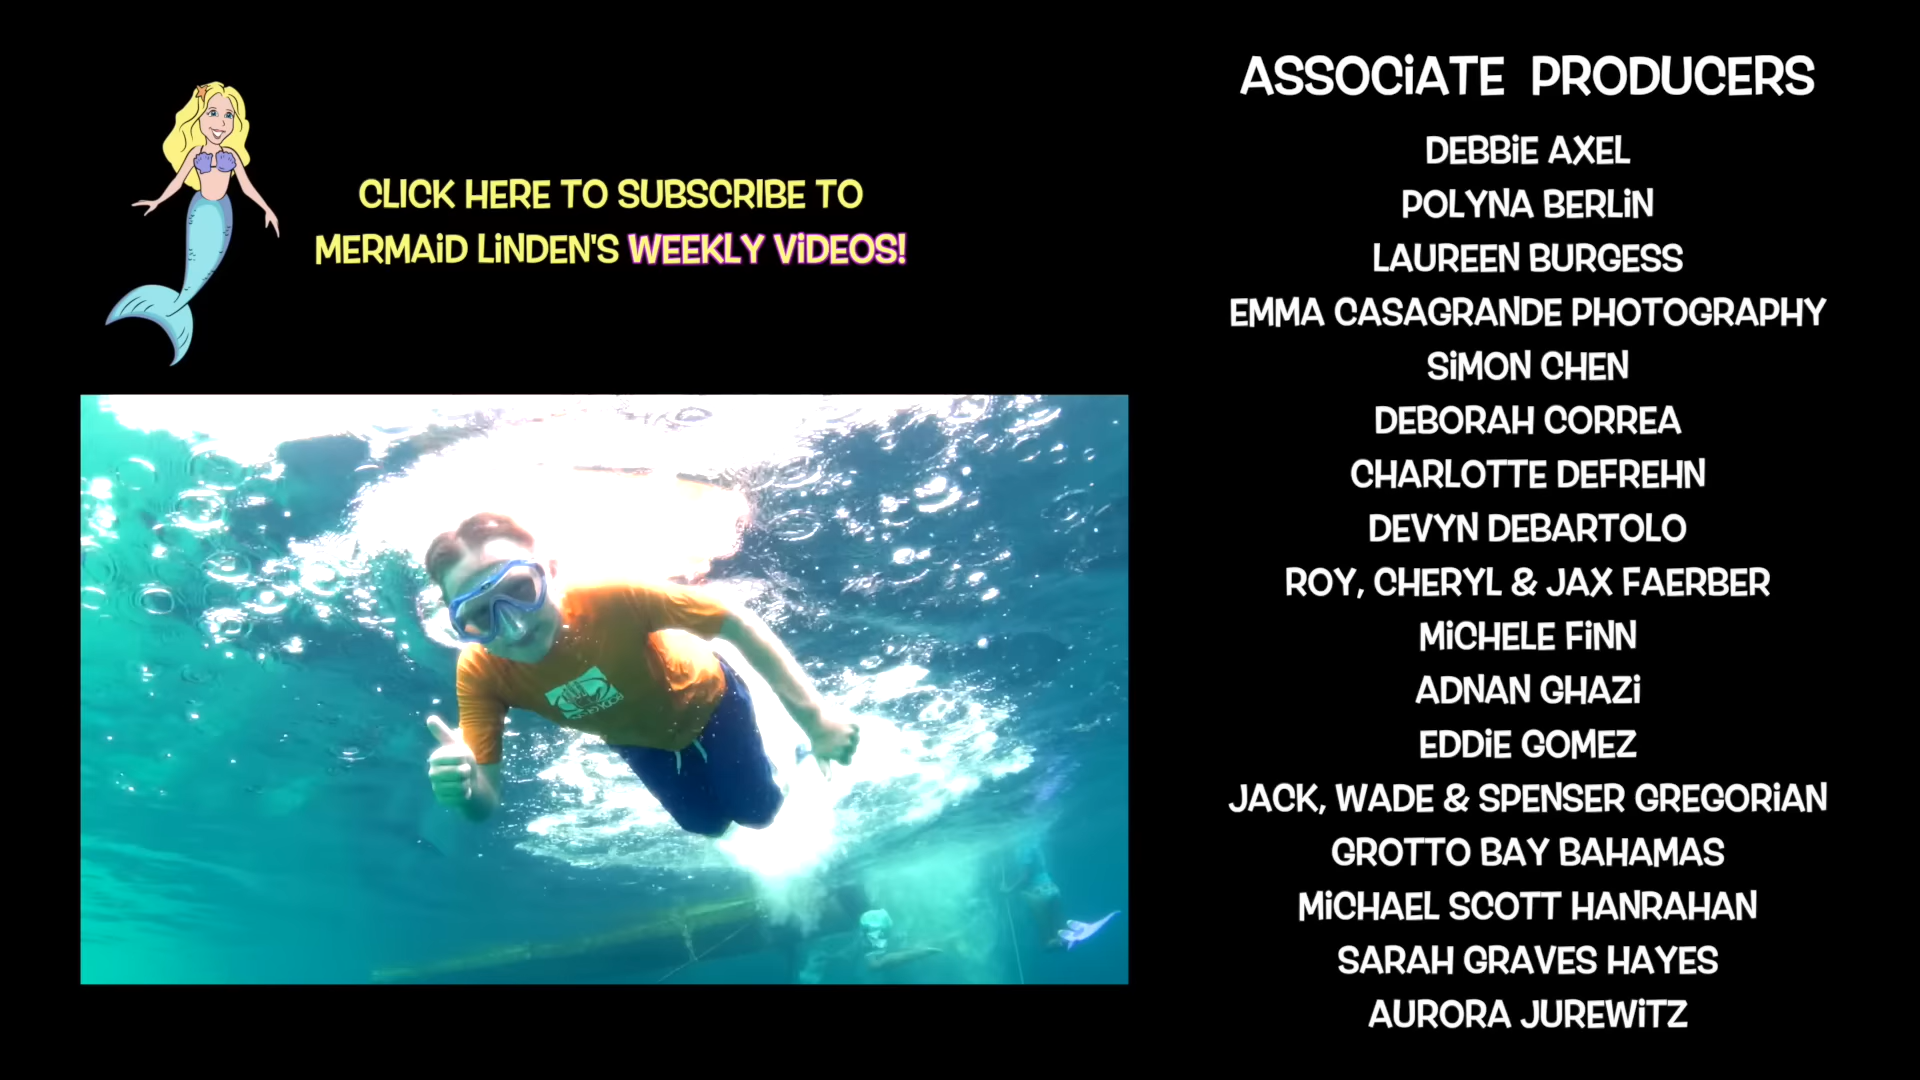 CLICK HERE TO SUBSCRIBE TO
MERMAiD LiNDEN'S WEEKLY ViDEOS!
ASSOCiATE PRODUCERS
DEBBiE AXEL
POLYNA BERLiN
LAUREEN BURGESS
EMMA CASAGRANDE PHOTOGRAPHY
SiMON CHEN
DEBORAH CORREA
CHARLOTTE DEFREHN
DEVYN DEBARTOLO
ROY, CHERYL & JAX FAERBER
MiCHELE FiNN
ADNAN GHAZi
EDDiE GOMEZ
JACK, WADE & SPENSER GREGORiAN
GROTTO BAY BAHAMAS
MiCHAEL SCOTT HANRAHAN
SARAH GRAVES HAYES
AURORA JUREWiTZ